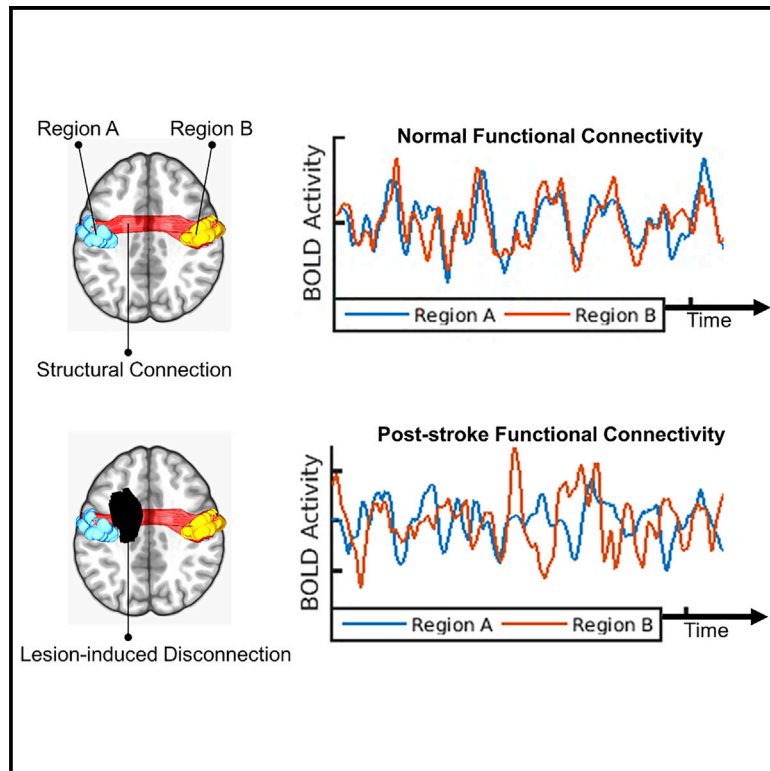 Region A Region B
Normal Functional Connectivity
BOLD Activity
Region A Region B
Time
Structural Connection
Post-stroke Functional Connectivity
BOLD Activity
Region A Region B
Time
Lesion-induced Disconnection